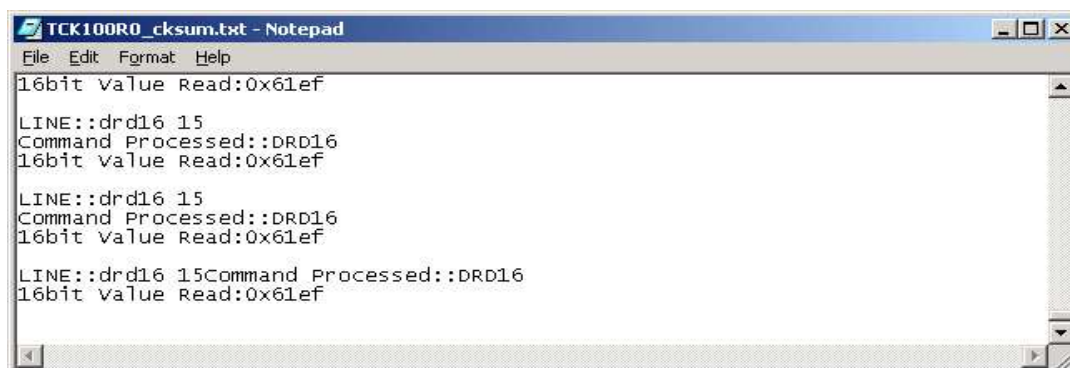 TCK100R0_cksum.txt - Notepad
File Edit Format Help
16bit Value Read:0x61ef
LINE::drd16 15
Command Processed::DRD16
16bit Value Read:0x61ef
LINE::drd16 15
Command Processed::DRD16
16bit Value Read:0x61ef
LINE::drd16 15Command Processed::DRD16
16bit Value Read:0x61ef